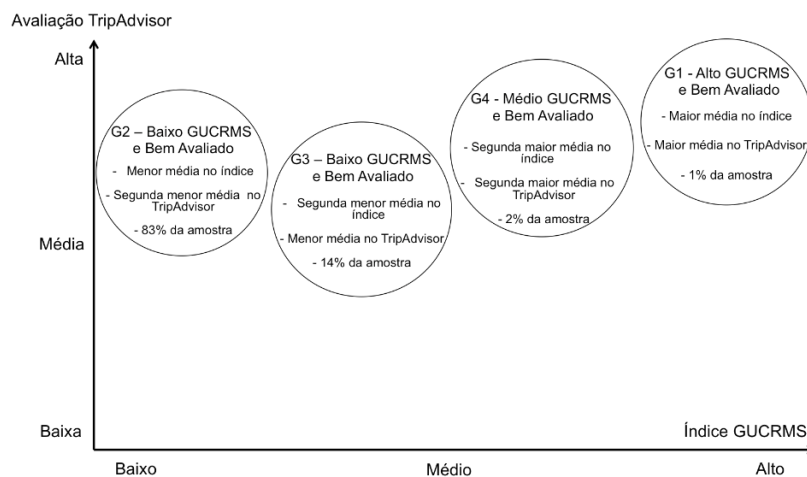 Avaliação TripAdvisor
Alta
Média
Baixa
G2 – Baixo GUCRMS
e Bem Avaliado
- Menor média no índice
- Segunda menor média no
TripAdvisor
- 83% da amostra
G3 – Baixo GUCRMS
e Bem Avaliado
- Segunda menor média no
índice
- Menor média no TripAdvisor
- 14% da amostra
G4 - Médio GUCRMS
e Bem Avaliado
- Segunda maior média no
índice
- Segunda maior média no
TripAdvisor
- 2% da amostra
G1 - Alto GUCRMS
e Bem Avaliado
- Maior média no índice
- Maior média no TripAdvisor
- 1% da amostra
Índice GUCRMS
Baixo
Médio
Alto